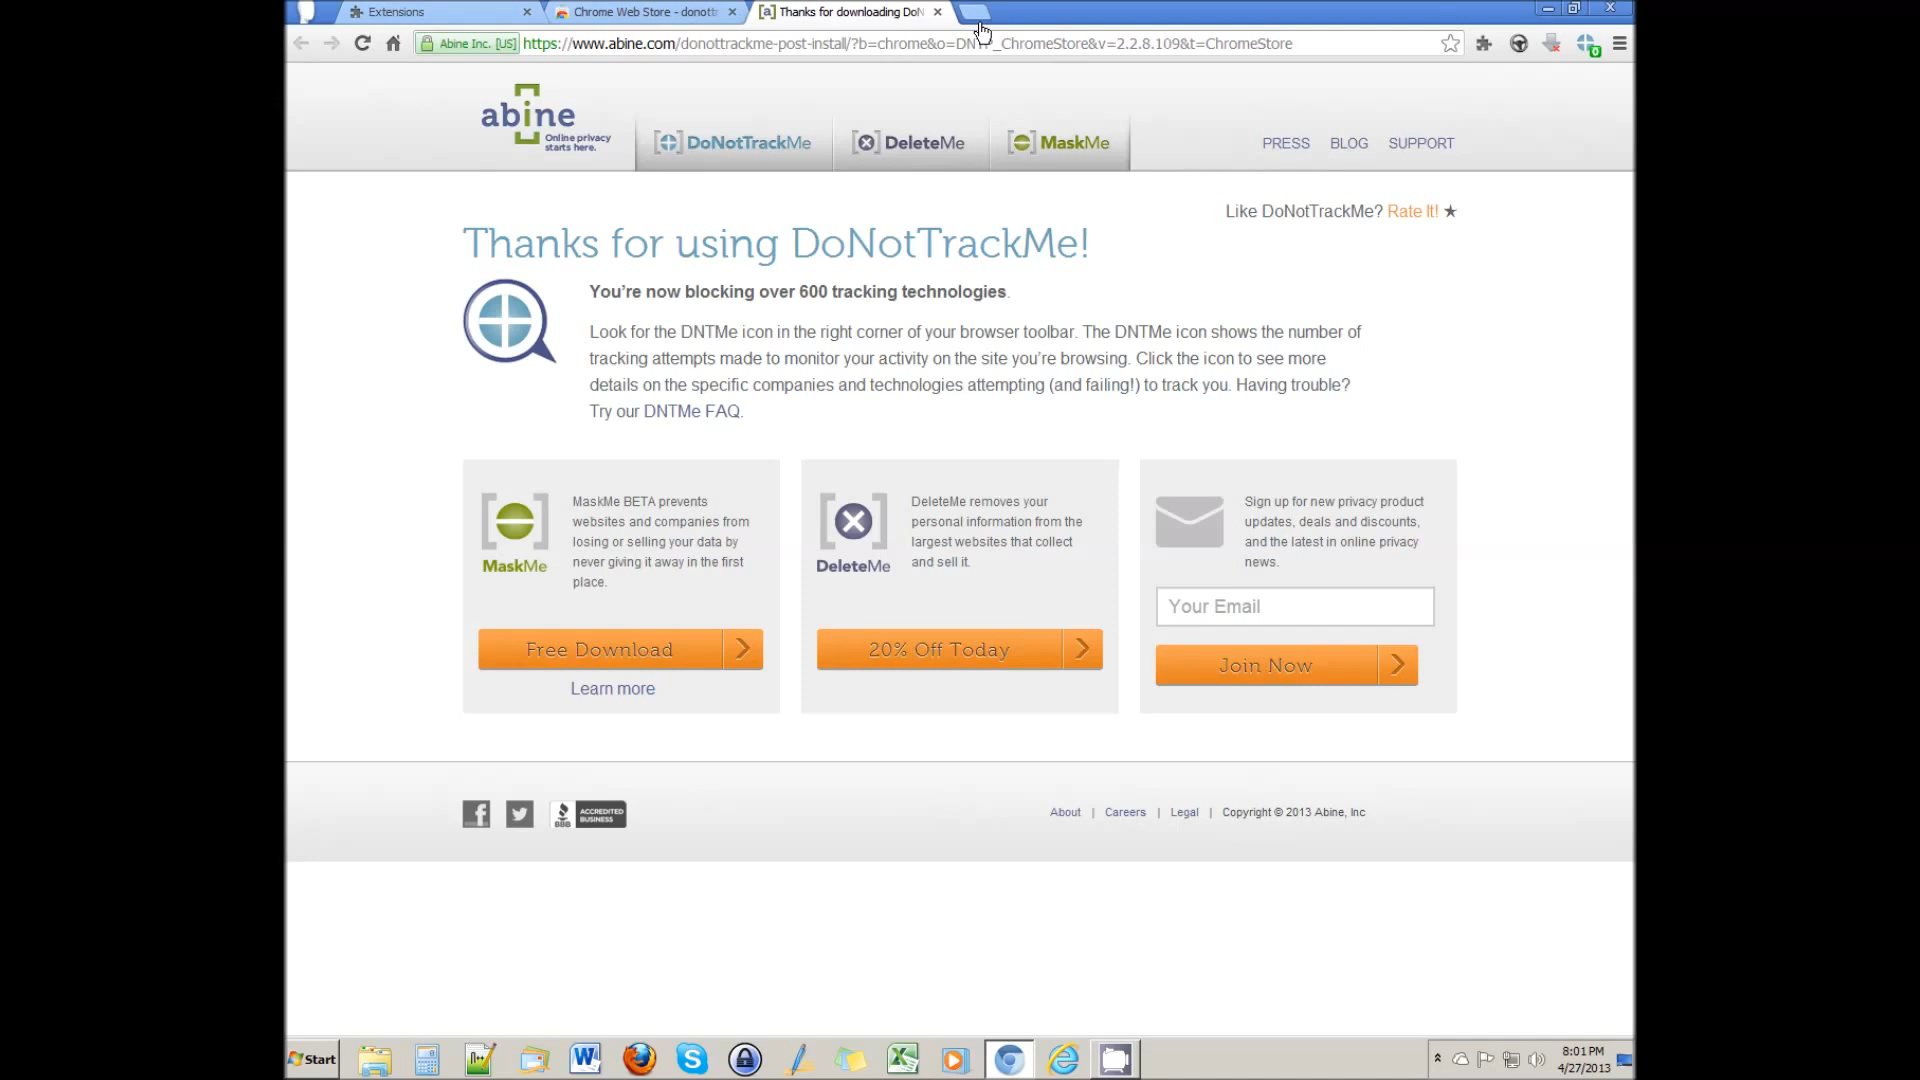 Extensions
Chrome Web Store - donott
Thanks for downloading DoN
Abine Inc. [US]
https://www.abine.com/donottrackme-post-install/?b=chrome&o=DNTP_ChromeStore&v=2.2.8.109&t=ChromeStore
0
abine
Online privacy
starts here.
DoNotTrackMe
DeleteMe
MaskMe
PRESS
BLOG
SUPPORT
Like DoNotTrackMe? Rate It! ★
Thanks for using DoNotTrackMe!
You're now blocking over 600 tracking technologies.
Look for the DNTMe icon in the right corner of your browser toolbar. The DNTMe icon shows the number of
tracking attempts made to monitor your activity on the site you're browsing. Click the icon to see more
details on the specific companies and technologies attempting (and failing!) to track you. Having trouble?
Try our DNTMe FAQ.
MaskMe
MaskMe BETA prevents
websites and companies from
losing or selling your data by
never giving it away in the first
place.
Free Download
Learn more
DeleteMe
DeleteMe removes your
personal information from the
largest websites that collect
and sell it.
20% Off Today
Sign up for new privacy product
updates, deals and discounts,
and the latest in online privacy
news.
Your Email
Join Now
BBB
ACCREDITED
BUSINESS
About | Careers | Legal | Copyright © 2013 Abine, Inc
Start
8:01 PM
4/27/2013